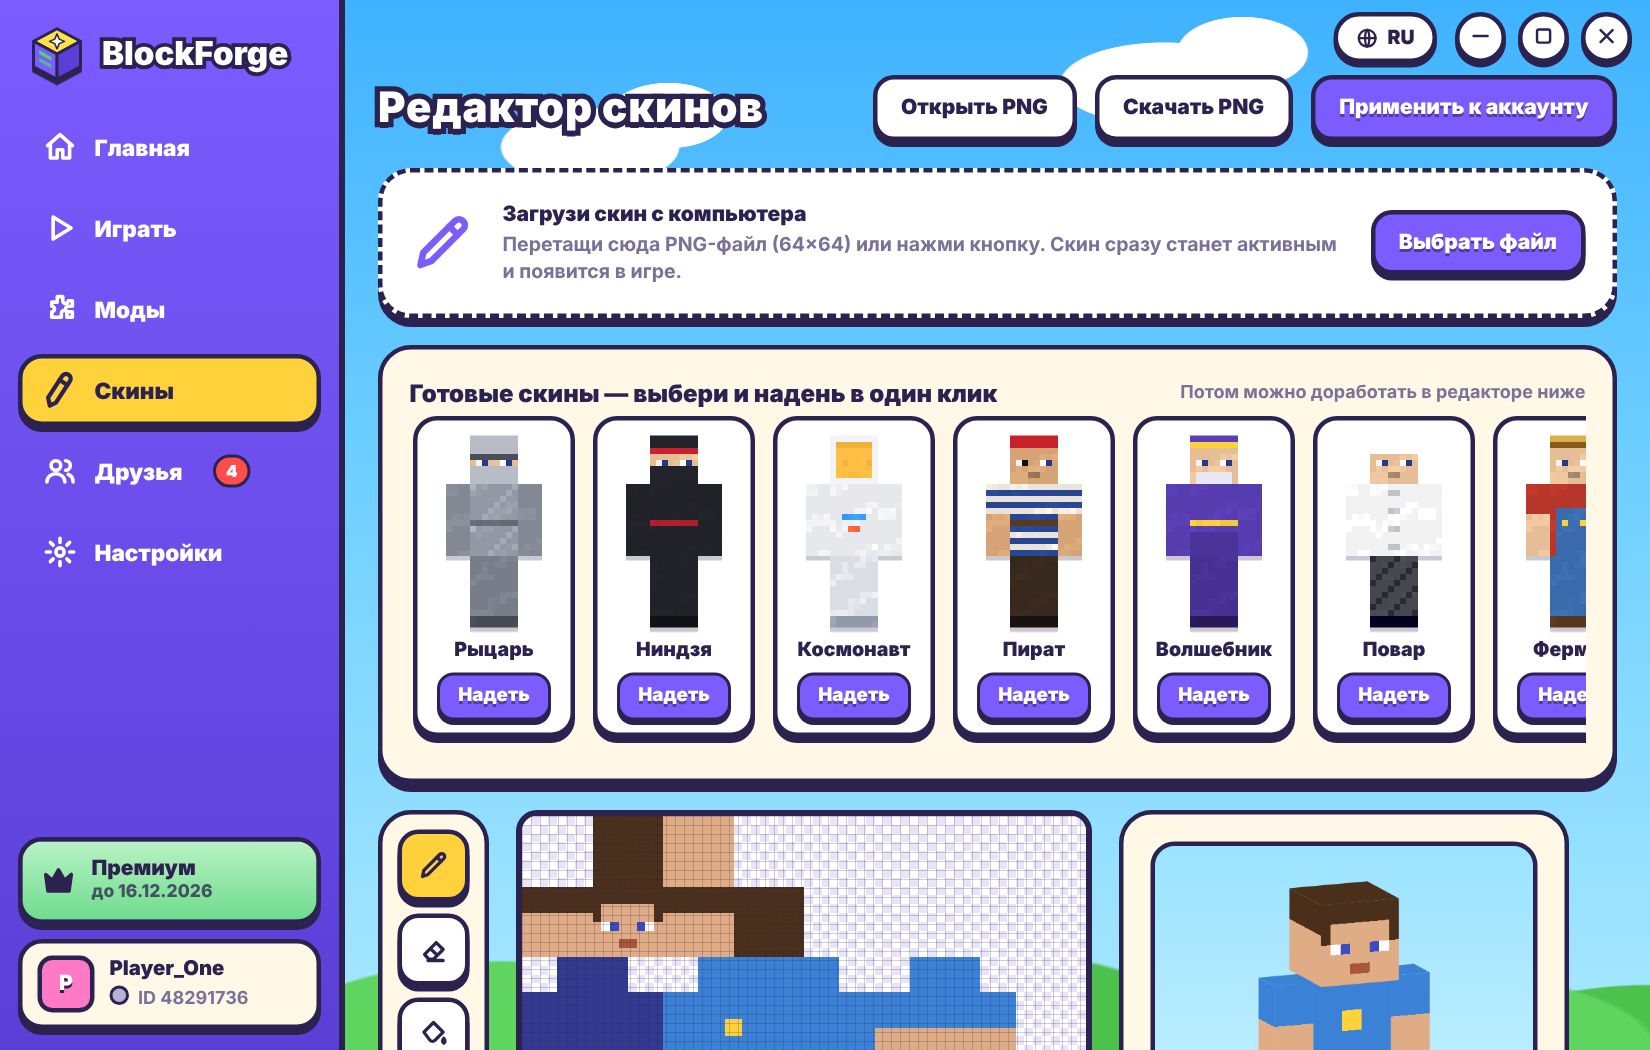 BlockForge
RU
Редактор скинов
Открыть PNG
Скачать PNG
Применить к аккаунту
Главная
Играть
Моды
Скины
Друзья
4
Настройки
Загрузи скин с компьютера
Перетащи сюда PNG-файл (64×64) или нажми кнопку. Скин сразу станет активным
и появится в игре.
Выбрать файл
Готовые скины — выбери и надень в один клик
Потом можно доработать в редакторе ниже
Рыцарь
Ниндзя
Космонавт
Пират
Волшебник
Повар
Ферм
Надеть
Надеть
Надеть
Надеть
Надеть
Надеть
Наде
Премиум
до 16.12.2026
P
Player_One
ID 48291736